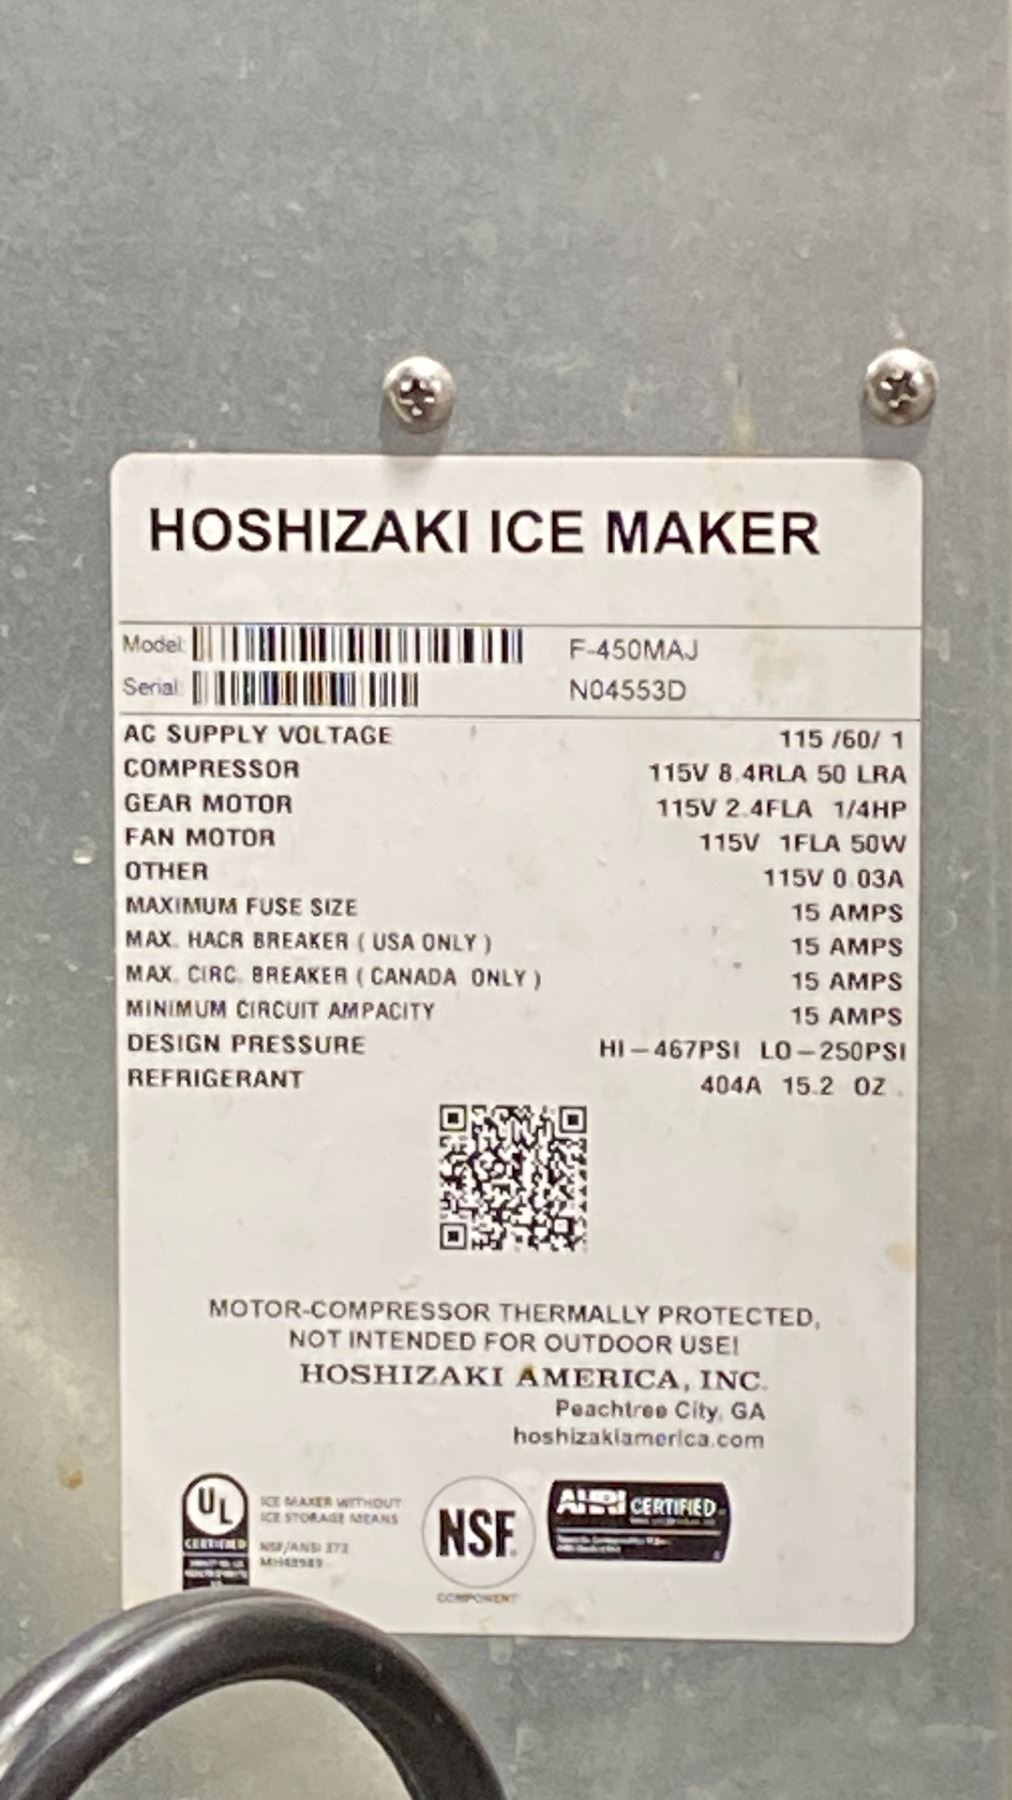 HOSHIZAKI ICE MAKER
Model: F-450MAJ
Serial: N04553D
AC SUPPLY VOLTAGE 115 /60/ 1
COMPRESSOR 115V 8.4RLA 50 LRA
GEAR MOTOR 115V 2.4FLA 1/4HP
FAN MOTOR 115V 1FLA 50W
OTHER 115V 0.03A
MAXIMUM FUSE SIZE 15 AMPS
MAX. HACR BREAKER ( USA ONLY ) 15 AMPS
MAX. CIRC. BREAKER ( CANADA ONLY ) 15 AMPS
MINIMUM CIRCUIT AMPACITY 15 AMPS
DESIGN PRESSURE HI – 467PSI LO – 250PSI
REFRIGERANT 404A 15.2 OZ .
MOTOR-COMPRESSOR THERMALLY PROTECTED,
NOT INTENDED FOR OUTDOOR USE!
HOSHIZAKI AMERICA, INC.
Peachtree City, GA
hoshizakiamerica.com
UL
CERTIFIED
ICE MAKER WITHOUT
ICE STORAGE MEANS
NSF/ANSI 372
NSF
COMPONENT
AHRI CERTIFIED